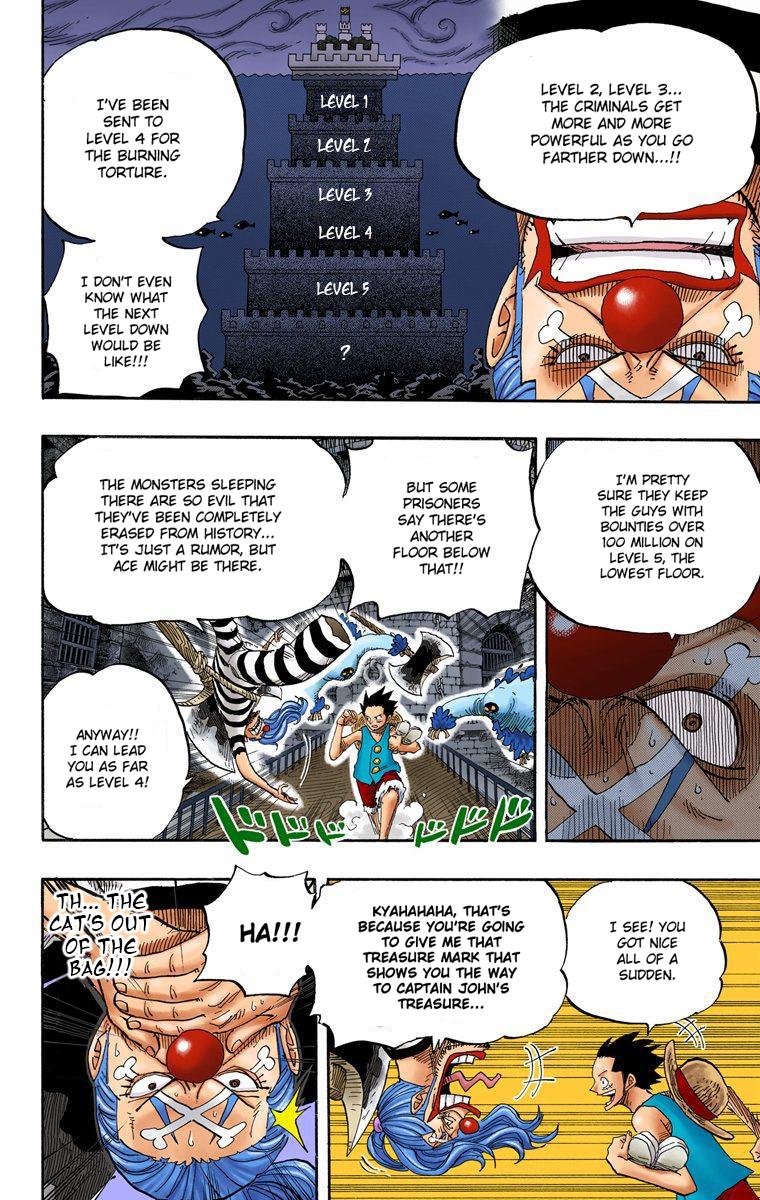 LEVEL 2, LEVEL 3...
THE CRIMINALS GET
MORE AND MORE
POWERFUL AS YOU GO
FARTHER DOWN...!!
LEVEL 1
LEVEL 2
LEVEL 3
LEVEL 4
LEVEL 5
?
I'VE BEEN
SENT TO
LEVEL 4 FOR
THE BURNING
TORTURE.
I DON'T EVEN
KNOW WHAT
THE NEXT
LEVEL DOWN
WOULD BE
LIKE!!!
I'M PRETTY
SURE THEY KEEP
THE GUYS WITH
BOUNTIES OVER
100 MILLION ON
LEVEL 5, THE
LOWEST FLOOR.
BUT SOME
PRISONERS
SAY THERE'S
ANOTHER
FLOOR BELOW
THAT!!
THE MONSTERS SLEEPING
THERE ARE SO EVIL THAT
THEY'VE BEEN COMPLETELY
ERASED FROM HISTORY...
IT'S JUST A RUMOR, BUT
ACE MIGHT BE THERE.
ANYWAY!!
I CAN LEAD
YOU AS FAR
AS LEVEL 4!
ドドド
ドドド
I SEE! YOU
GOT NICE
ALL OF A
SUDDEN.
KYAHAHAHA, THAT'S
BECAUSE YOU'RE GOING
TO GIVE ME THAT
TREASURE MARK THAT
SHOWS YOU THE WAY
TO CAPTAIN JOHN'S
TREASURE...
HA!!!
TH... THE
CAT'S OUT
OF THE
BAG!!!